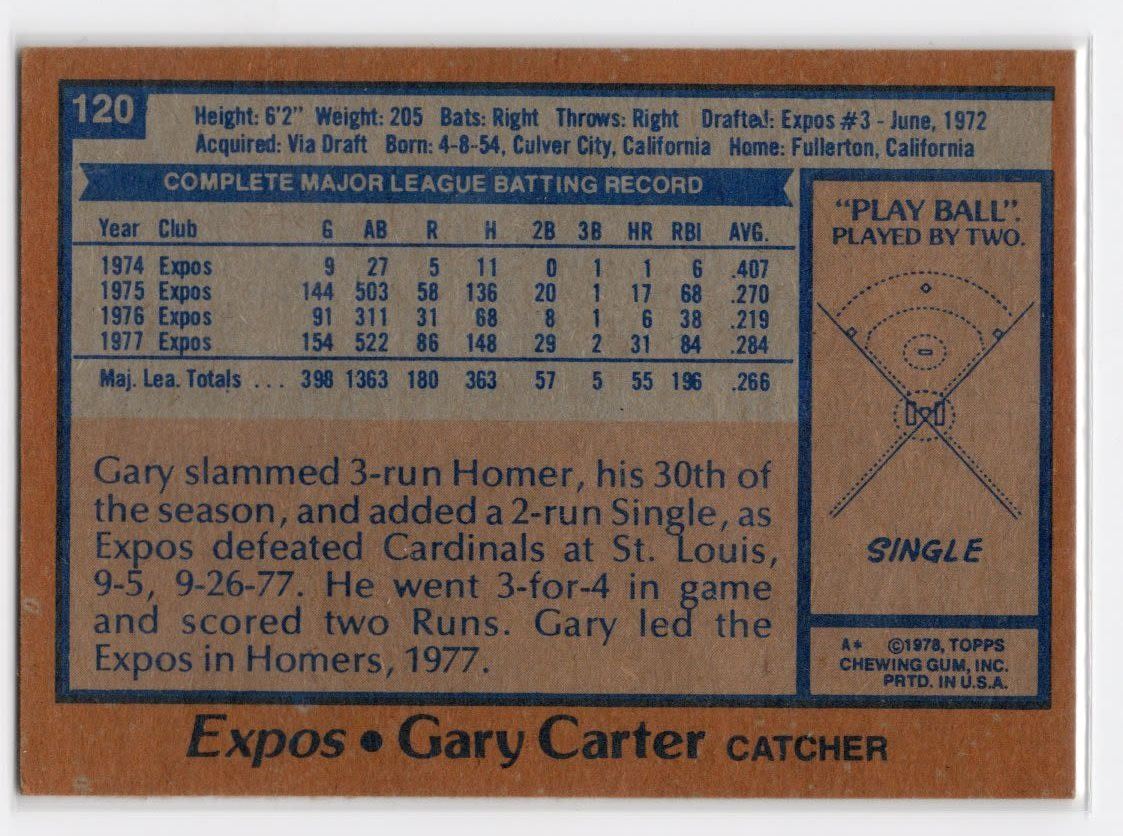 120
Height: 6'2" Weight: 205 Bats: Right Throws: Right Drafted: Expos #3 - June, 1972
Acquired: Via Draft Born: 4-8-54, Culver City, California Home: Fullerton, California
COMPLETE MAJOR LEAGUE BATTING RECORD
Year Club G AB R H 2B 3B HR RBI AVG.
1974 Expos 9 27 5 11 0 1 1 6 .407
1975 Expos 144 503 58 136 20 1 17 68 .270
1976 Expos 91 311 31 68 8 1 6 38 .219
1977 Expos 154 522 86 148 29 2 31 84 .284
Maj. Lea. Totals ... 398 1363 180 363 57 5 55 196 .266
Gary slammed 3-run Homer, his 30th of
the season, and added a 2-run Single, as
Expos defeated Cardinals at St. Louis,
9-5, 9-26-77. He went 3-for-4 in game
and scored two Runs. Gary led the
Expos in Homers, 1977.
"PLAY BALL".
PLAYED BY TWO.
SINGLE
A* ©1978, TOPPS
CHEWING GUM, INC.
PRTD. IN U.S.A.
Expos • Gary Carter CATCHER